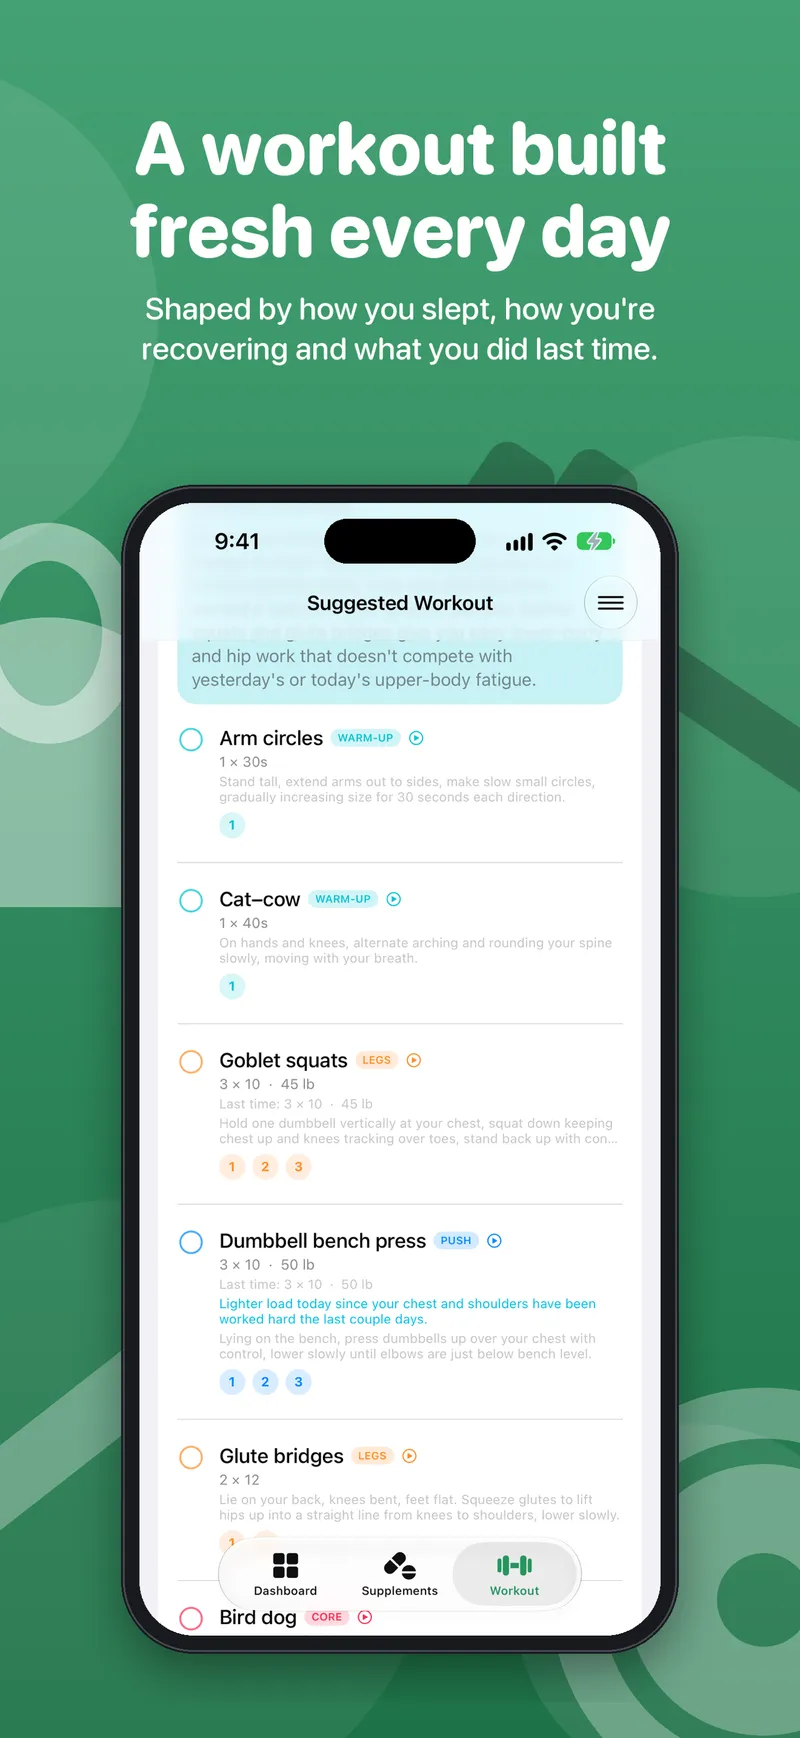 A workout built
fresh every day
Shaped by how you slept, how you're
recovering and what you did last time.
9:41
Suggested Workout
and hip work that doesn't compete with
yesterday's or today's upper-body fatigue.
Arm circles WARM-UP
1 × 30s
Stand tall, extend arms out to sides, make slow small circles,
gradually increasing size for 30 seconds each direction.
1
Cat–cow WARM-UP
1 × 40s
On hands and knees, alternate arching and rounding your spine
slowly, moving with your breath.
1
Goblet squats LEGS
3 × 10 · 45 lb
Last time: 3 × 10 · 45 lb
Hold one dumbbell vertically at your chest, squat down keeping
chest up and knees tracking over toes, stand back up with con...
1 2 3
Dumbbell bench press PUSH
3 × 10 · 50 lb
Last time: 3 × 10 · 50 lb
Lighter load today since your chest and shoulders have been
worked hard the last couple days.
Lying on the bench, press dumbbells up over your chest with
control, lower slowly until elbows are just below bench level.
1 2 3
Glute bridges LEGS
2 × 12
Lie on your back, knees bent, feet flat. Squeeze glutes to lift
hips up into a straight line from knees to shoulders, lower slowly.
1
Dashboard Supplements Workout
Bird dog CORE